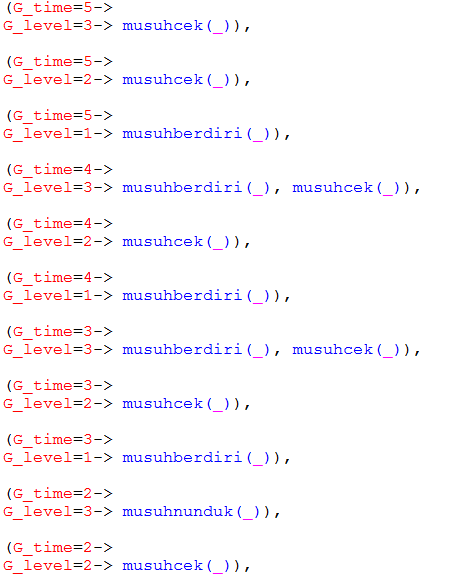 (G_time=5->
G_level=3-> musuhcek(_)),
(G_time=5->
G_level=2-> musuhcek(_)),
(G_time=5->
G_level=1-> musuhberdiri(_)),
(G_time=4->
G_level=3-> musuhberdiri(_), musuhcek(_)),
(G_time=4->
G_level=2-> musuhcek(_)),
(G_time=4->
G_level=1-> musuhberdiri(_)),
(G_time=3->
G_level=3-> musuhberdiri(_), musuhcek(_)),
(G_time=3->
G_level=2-> musuhcek(_)),
(G_time=3->
G_level=1-> musuhberdiri(_)),
(G_time=2->
G_level=3-> musuhnunduk(_)),
(G_time=2->
G_level=2-> musuhcek(_)),